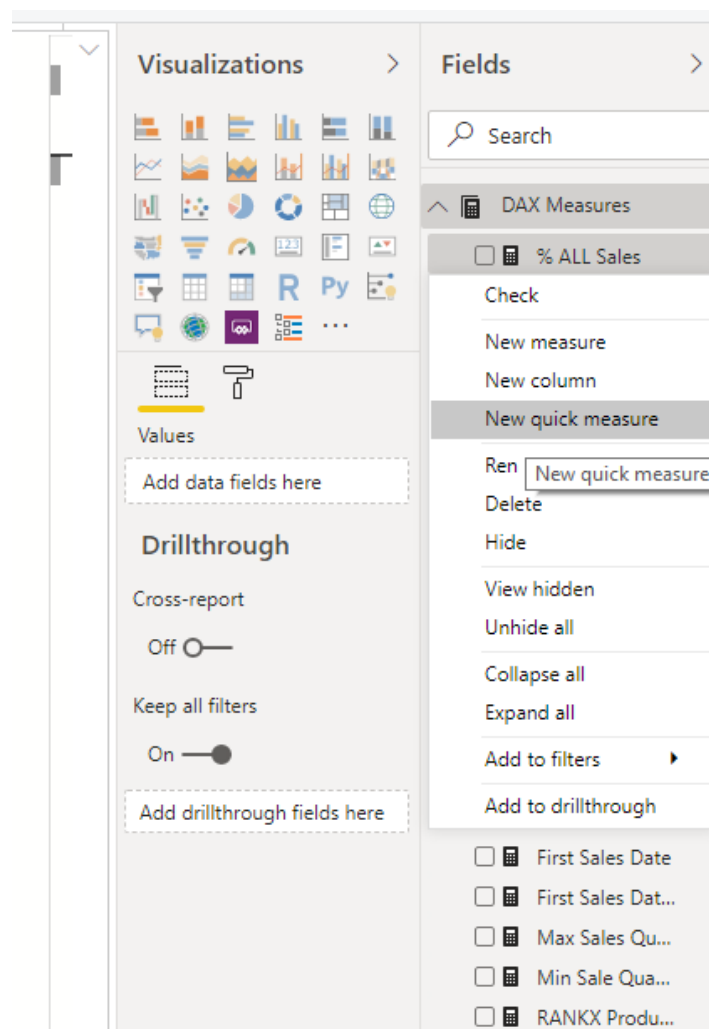 Visualizations
Fields
Search
DAX Measures
% ALL Sales
123
R
Py
Check
New measure
New column
New quick measure
Ren
New quick measure
Delete
Hide
View hidden
Unhide all
Collapse all
Expand all
Add to filters
Add to drillthrough
Values
Add data fields here
Drillthrough
Cross-report
Off
Keep all filters
On
Add drillthrough fields here
First Sales Date
First Sales Dat...
Max Sales Qu...
Min Sale Qua...
RANKX Produ...